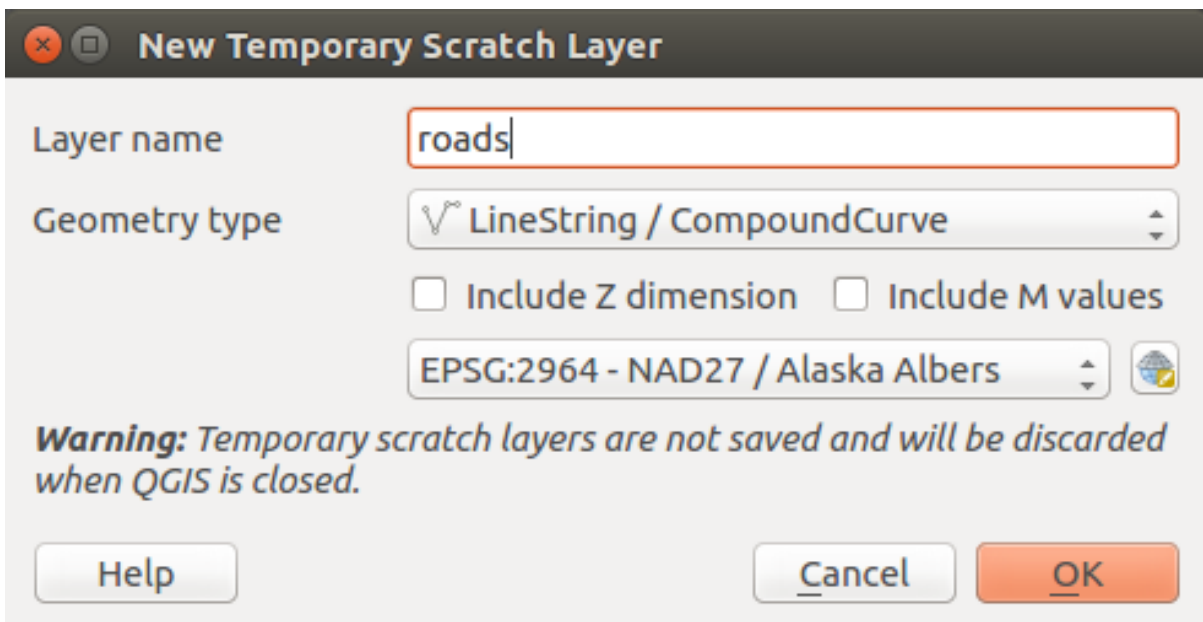 New Temporary Scratch Layer
Layer name roads
Geometry type LineString / CompoundCurve
Include Z dimension Include M values
EPSG:2964 - NAD27 / Alaska Albers
Warning: Temporary scratch layers are not saved and will be discarded
when QGIS is closed.
Help Cancel OK